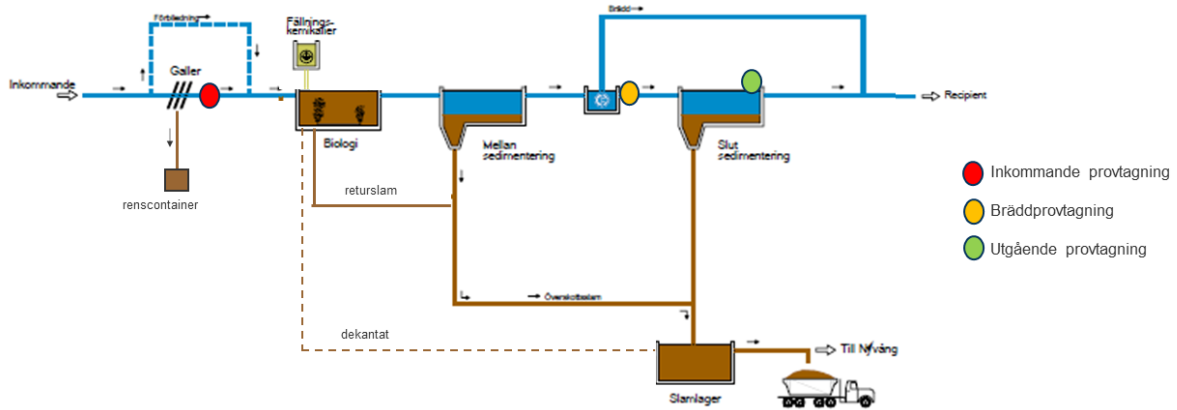 Förbiledning
Brädd
Fällnings-
kemikalier
Galler
Inkommande
Recipient
Biologi
Mellan
sedimentering
Slut
sedimentering
Inkommande provtagning
returslam
renscontainer
Bräddprovtagning
Utgående provtagning
Överskottsslam
dekantat
Till Nyvång
Slamlager